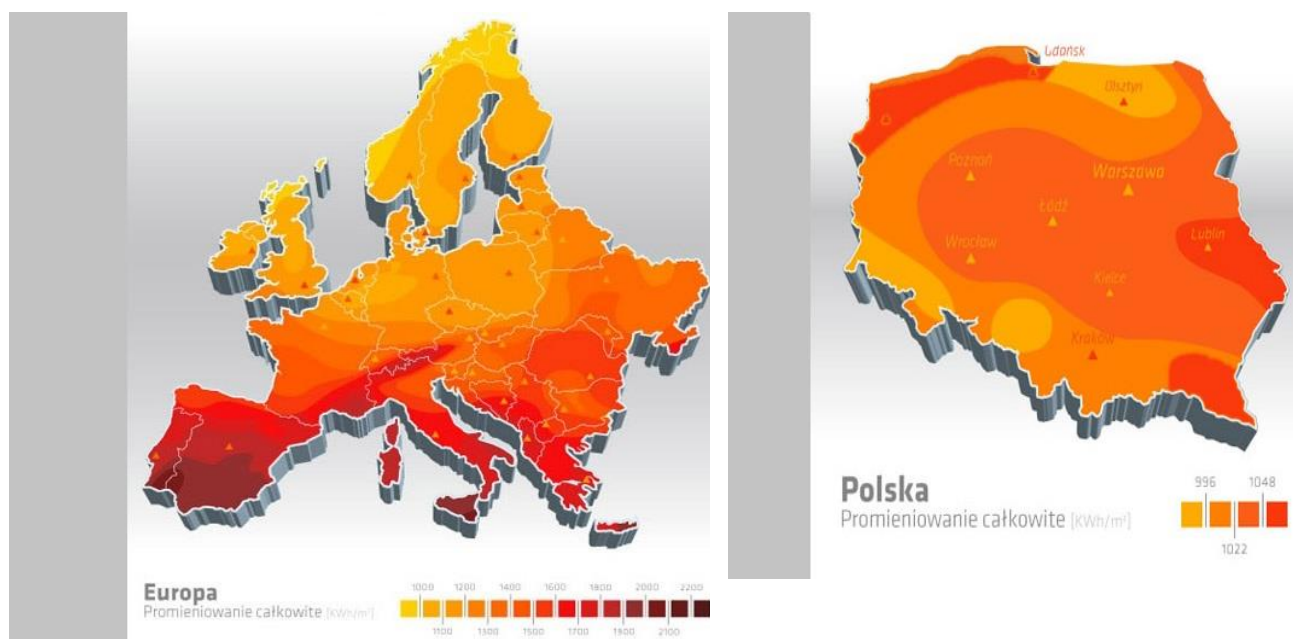 Europa
Promieniowanie całkowite [KWh/m²]
1000 1200 1400 1600 1800 2000 2200
1100 1300 1500 1700 1900 2100
Gdańsk
Olsztyn
Poznań
Warszawa
Łódź
Wrocław
Lublin
Kielce
Kraków
Polska
Promieniowanie całkowite [KWh/m²]
996 1048
1022